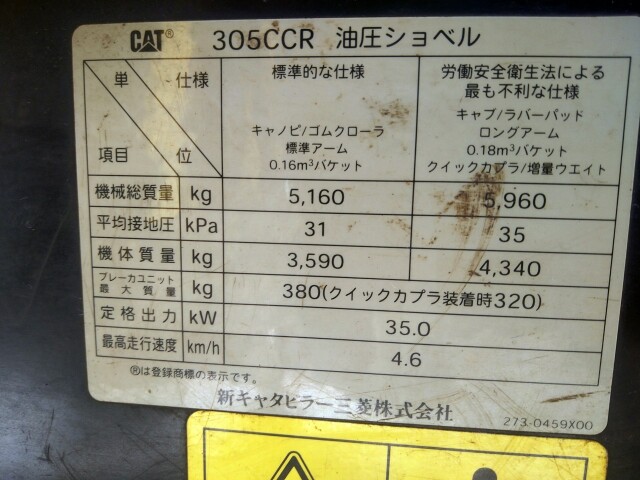 CAT® 305CCR 油圧ショベル
単 仕様 標準的な仕様 労働安全衛生法による
最も不利な仕様
キャノピ/ゴムクローラ
標準アーム
0.16m³バケット
キャブ/ラバーパッド
ロングアーム
0.18m³バケット
クイックカプラ/増量ウエイト
項目 位
機械総質量 kg 5,160 5,960
平均接地圧 kPa 31 35
機体質量 kg 3,590 4,340
ブレーカユニット
最大質量 kg 380(クイックカプラ装着時320)
定格出力 kW 35.0
最高走行速度 km/h 4.6
®は登録商標の表示です。
新キャタピラー三菱株式会社
273-0459X00